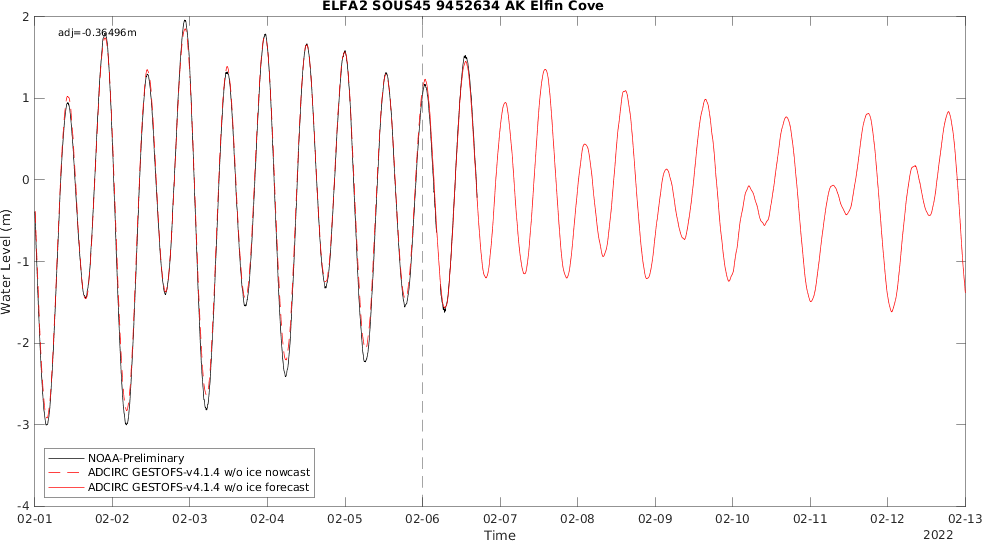 ELFA2 SOUS45 9452634 AK Elfin Cove
adj=-0.36496m
2
1
0
-1
-2
-3
-4
Water Level (m)
NOAA-Preliminary
ADCIRC GESTOFS-v4.1.4 w/o ice nowcast
ADCIRC GESTOFS-v4.1.4 w/o ice forecast
02-01 02-02 02-03 02-04 02-05 02-06 02-07 02-08 02-09 02-10 02-11 02-12 02-13
Time
2022